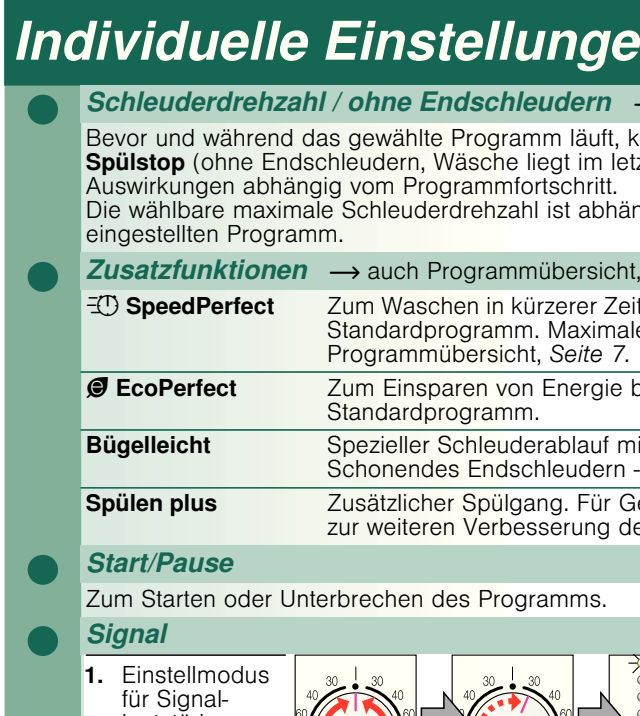 Individuelle Einstellunge
Schleuderdrehzahl / ohne Endschleudern
Bevor und während das gewählte Programm läuft, k
Spülstop (ohne Endschleudern, Wäsche liegt im letz
Auswirkungen abhängig vom Programmfortschritt.
Die wählbare maximale Schleuderdrehzahl ist abhän
eingestellten Programm.
Zusatzfunktionen → auch Programmübersicht,
SpeedPerfect Zum Waschen in kürzerer Zeit
Standardprogramm. Maximale
Programmübersicht, Seite 7.
EcoPerfect Zum Einsparen von Energie b
Standardprogramm.
Bügelleicht Spezieller Schleuderablauf mi
Schonendes Endschleudern -
Spülen plus Zusätzlicher Spülgang. Für Ge
zur weiteren Verbesserung de
Start/Pause
Zum Starten oder Unterbrechen des Programms.
Signal
1. Einstellmodus
für Signal-
30 30 30 30
40 40 40 40
60 60 60